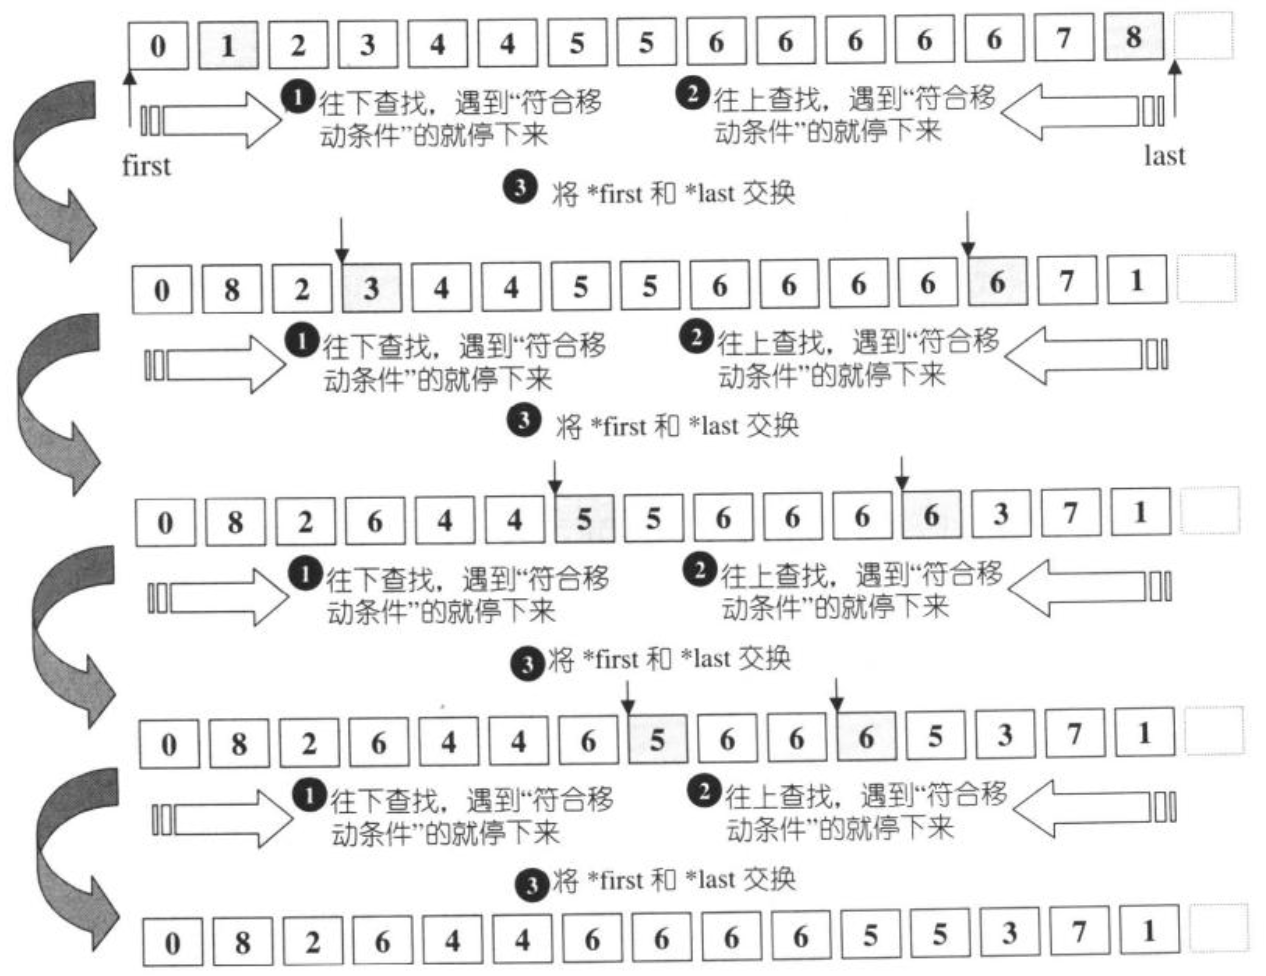 0 1 2 3 4 4 5 5 6 6 6 6 6 7 8
❶ 往下查找，遇到“符合移
动条件”的就停下来
❷ 往上查找，遇到“符合移
动条件”的就停下来
first
last
❸ 将 *first 和 *last 交换
0 8 2 3 4 4 5 5 6 6 6 6 6 7 1
❶ 往下查找，遇到“符合移
动条件”的就停下来
❷ 往上查找，遇到“符合移
动条件”的就停下来
❸ 将 *first 和 *last 交换
0 8 2 6 4 4 5 5 6 6 6 6 3 7 1
❶ 往下查找，遇到“符合移
动条件”的就停下来
❷ 往上查找，遇到“符合移
动条件”的就停下来
❸ 将 *first 和 *last 交换
0 8 2 6 4 4 6 5 6 6 6 5 3 7 1
❶ 往下查找，遇到“符合移
动条件”的就停下来
❷ 往上查找，遇到“符合移
动条件”的就停下来
❸ 将 *first 和 *last 交换
0 8 2 6 4 4 6 6 6 6 5 5 3 7 1